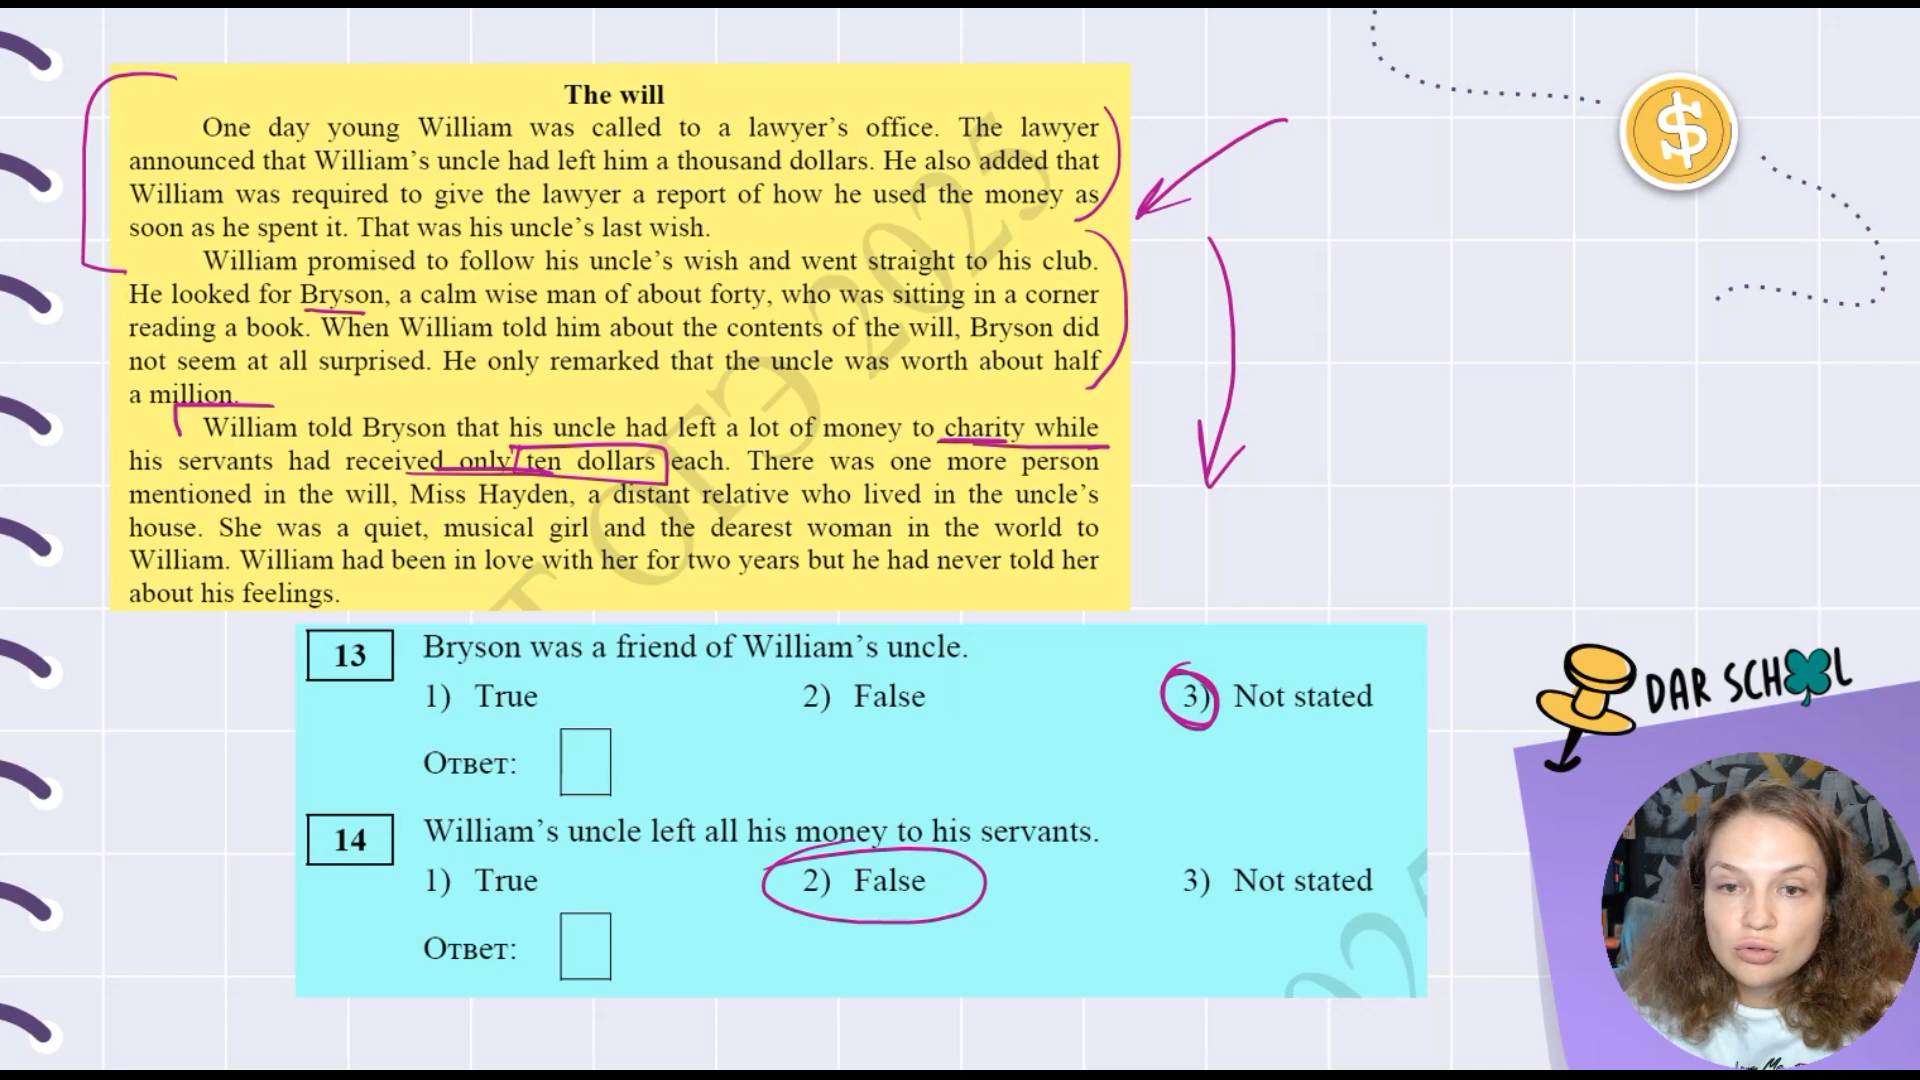 The will
One day young William was called to a lawyer’s office. The lawyer
announced that William’s uncle had left him a thousand dollars. He also added that
William was required to give the lawyer a report of how he used the money as
soon as he spent it. That was his uncle’s last wish.
William promised to follow his uncle’s wish and went straight to his club.
He looked for Bryson, a calm wise man of about forty, who was sitting in a corner
reading a book. When William told him about the contents of the will, Bryson did
not seem at all surprised. He only remarked that the uncle was worth about half
a million.
William told Bryson that his uncle had left a lot of money to charity while
his servants had received only ten dollars each. There was one more person
mentioned in the will, Miss Hayden, a distant relative who lived in the uncle’s
house. She was a quiet, musical girl and the dearest woman in the world to
William. William had been in love with her for two years but he had never told her
about his feelings.
13 Bryson was a friend of William’s uncle.
1) True 2) False 3) Not stated
Ответ:
14 William’s uncle left all his money to his servants.
1) True 2) False 3) Not stated
Ответ:
DAR SCHOOL
ОГЭ 2025